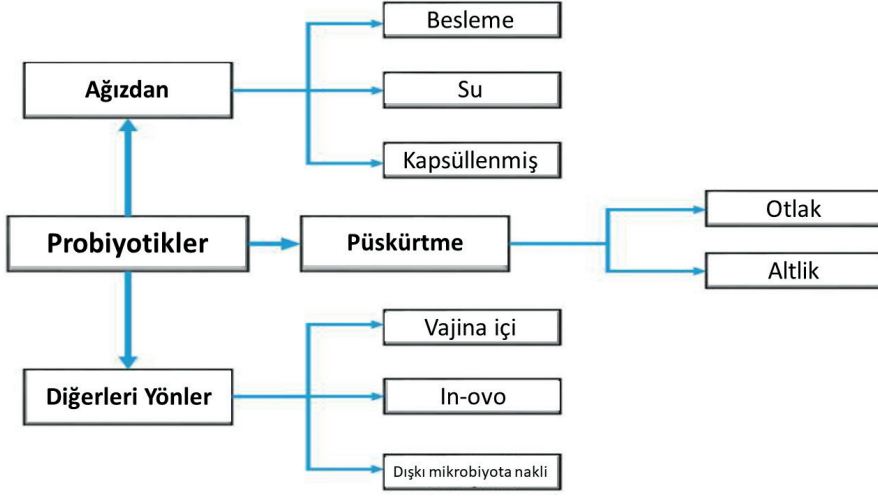 Besleme
Ağızdan
Su
Kapsüllenmiş
Probiyotikler
Püskürtme
Otlak
Altlik
Vajina içi
Diğerleri Yönler
In-ovo
Dışkı mikrobiyota nakli